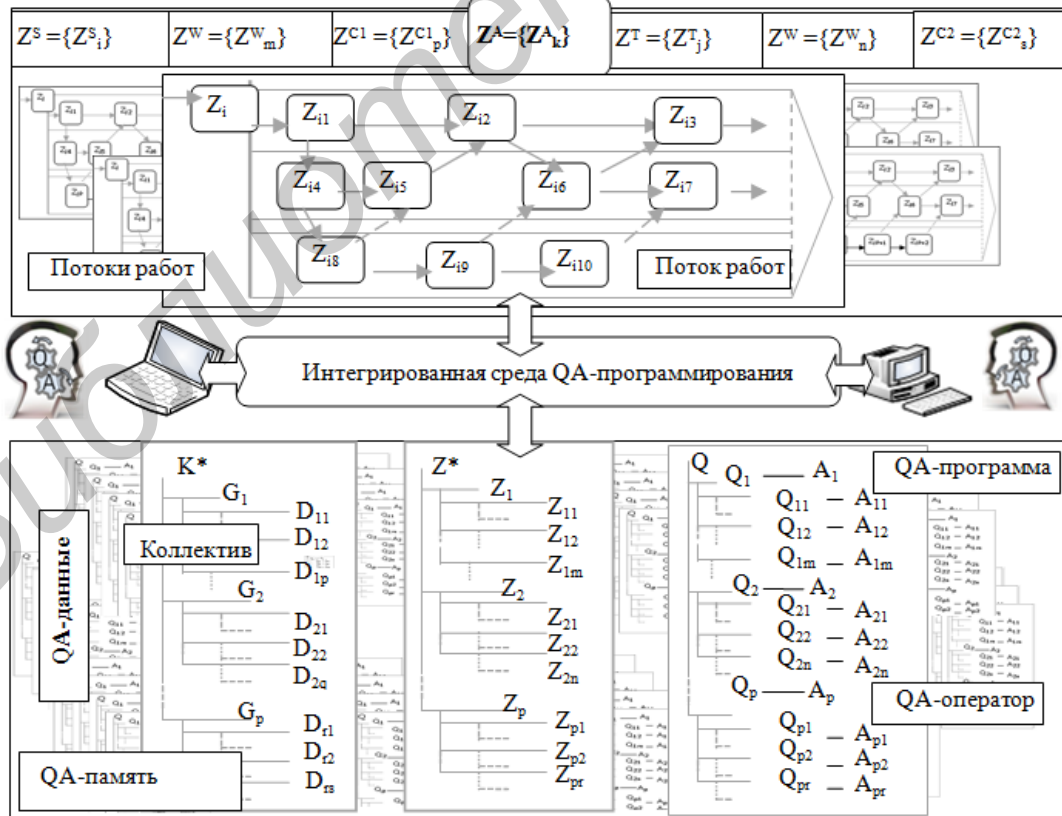 Z^S={Z^S_i} Z^W={Z^W_m} Z^C1={Z^C1_p} Z^A={Z^A_k} Z^T={Z^T_j} Z^W={Z^W_n} Z^C2={Z^C2_s}
Z_i Z_i1 Z_i2 Z_i3
Z_i4 Z_i5 Z_i6 Z_i7
Z_i8 Z_i9 Z_i10
Потоки работ Поток работ
Q A Q A
Интегрированная среда QA-программирования
K* Z* Q
QA-программа
QA-данные
Коллектив
QA-память
QA-оператор
G_1
D_11
D_12
D_1p
G_2
D_21
D_22
D_2q
G_p
D_r1
D_r2
D_rs
Z_1
Z_11
Z_12
Z_1m
Z_2
Z_21
Z_22
Z_2n
Z_p
Z_p1
Z_p2
Z_pr
Q_1 — A_1
Q_11 — A_11
Q_12 — A_12
Q_1m — A_1m
Q_2 — A_2
Q_21 — A_21
Q_22 — A_22
Q_2n — A_2n
Q_p — A_p
Q_p1 — A_p1
Q_p2 — A_p2
Q_pr — A_pr